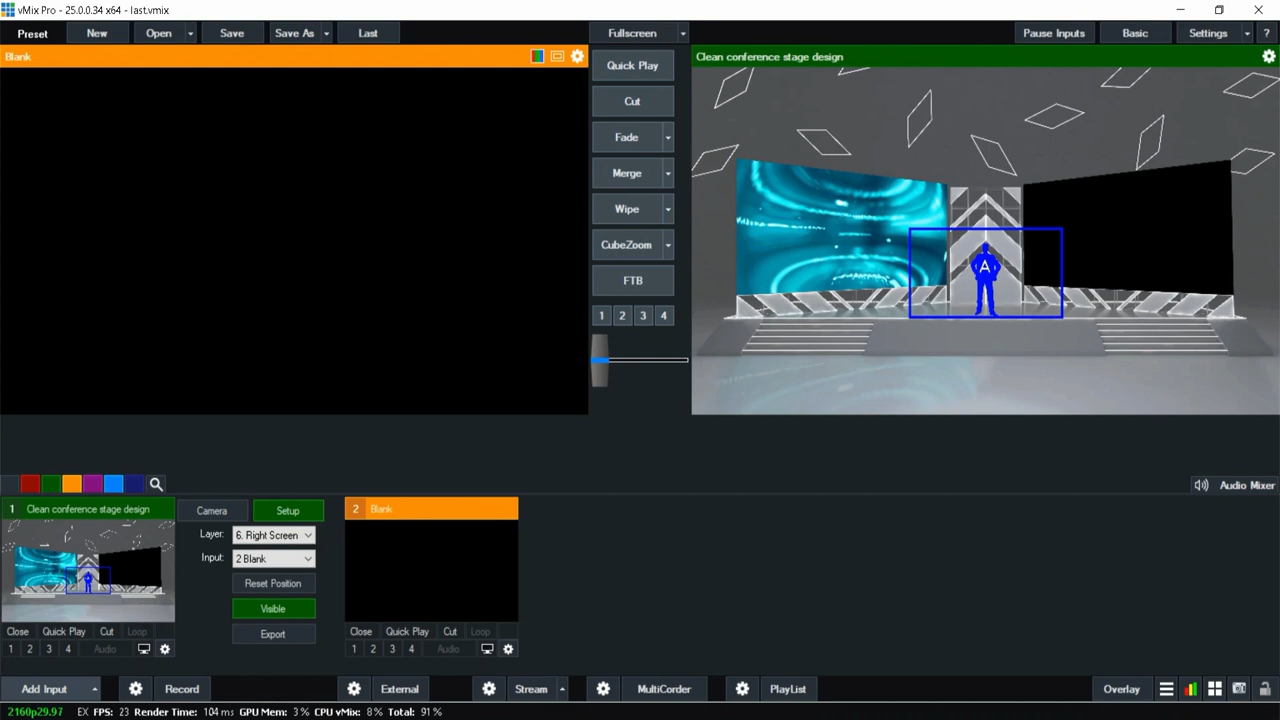 vMix Pro - 25.0.0.34 x64 - last.vmix
Preset New Open Save Save As Last Fullscreen Pause Inputs Basic Settings ?
Blank
Clean conference stage design
Quick Play
Cut
Fade
Merge
Wipe
CubeZoom
FTB
1 2 3 4
A
Audio Mixer
1 Clean conference stage design
Camera Setup
Layer: 6. Right Screen
Input: 2 Blank
Reset Position
Visible
Export
Close Quick Play Cut Loop
1 2 3 4 Audio
2 Blank
Close Quick Play Cut Loop
1 2 3 4 Audio
Add Input Record External Stream MultiCorder PlayList Overlay
2160p29.97 EX FPS: 23 Render Time: 104 ms GPU Mem: 3 % CPU vMix: 8 % Total: 91 %